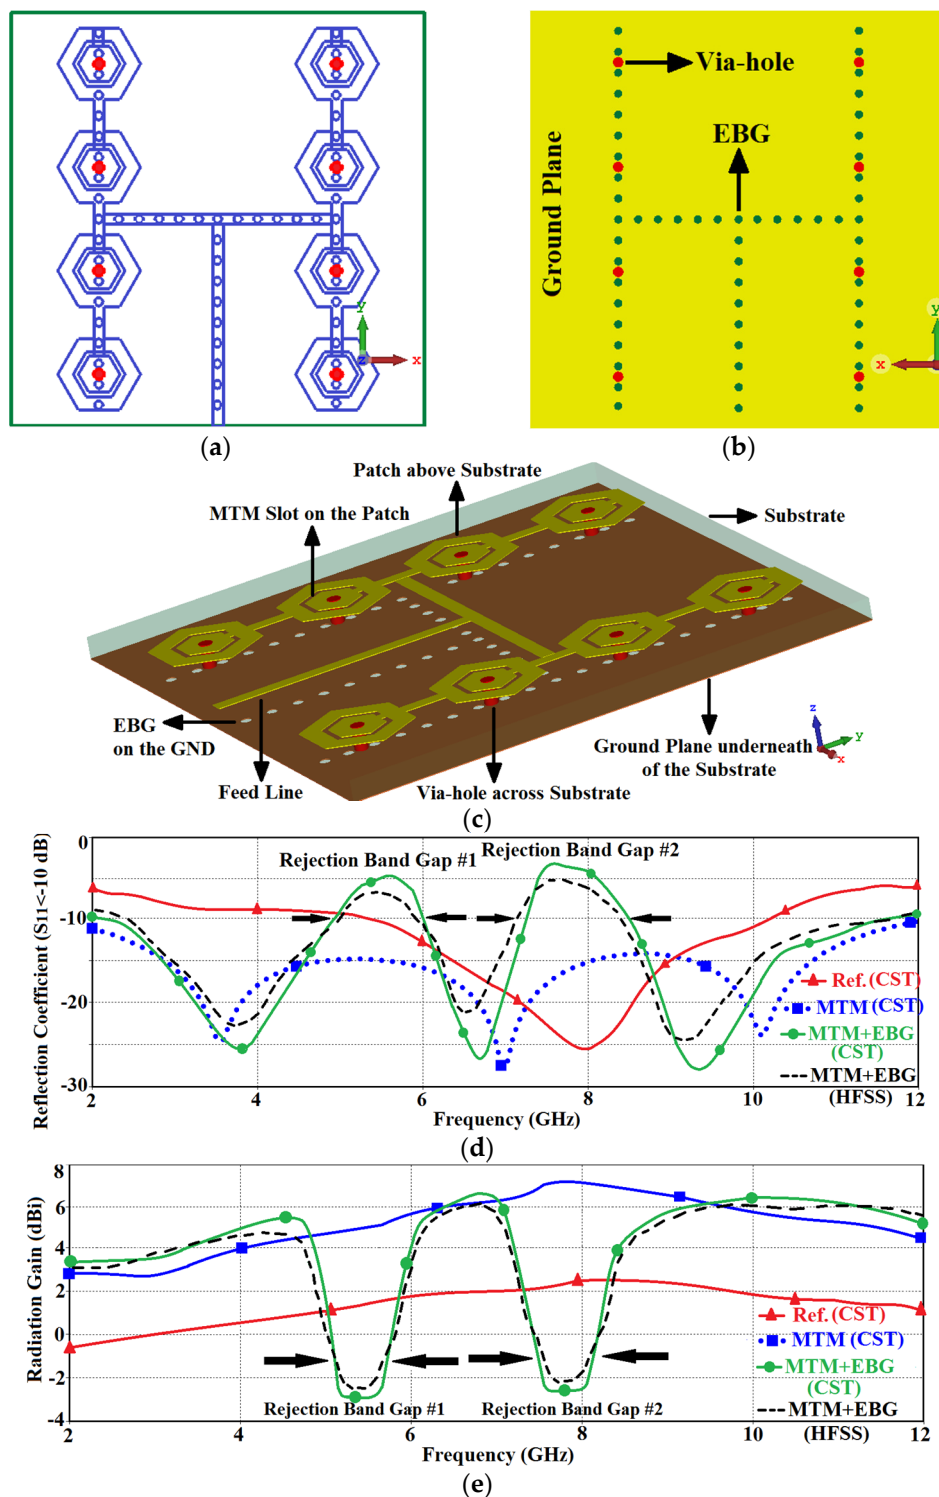 y
z
x
(a)
Via-hole
EBG
Ground Plane
y
x
(b)
Patch above Substrate
MTM Slot on the Patch
Substrate
EBG
on the GND
Feed Line
Via-hole across Substrate
Ground Plane underneath
of the Substrate
z
y
x
(c)
Reflection Coefficient (S11<-10 dB)
0
-10
-20
-30
Rejection Band Gap #1
Rejection Band Gap #2
Ref. (CST)
MTM (CST)
MTM+EBG
(CST)
MTM+EBG
(HFSS)
2
4
6
8
10
12
Frequency (GHz)
(d)
Radiation Gain (dBi)
8
6
4
2
0
-2
-4
Ref. (CST)
MTM (CST)
MTM+EBG
(CST)
MTM+EBG
(HFSS)
Rejection Band Gap #1
Rejection Band Gap #2
2
4
6
8
10
12
Frequency (GHz)
(e)